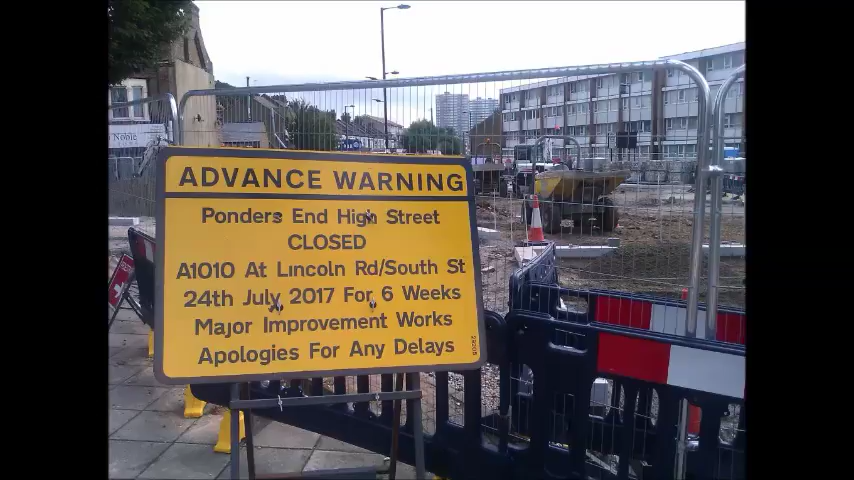 ADVANCE WARNING
Ponders End High Street
CLOSED
A1010 At Lincoln Rd/South St
24th July 2017 For 6 Weeks
Major Improvement Works
Apologies For Any Delays
Noble